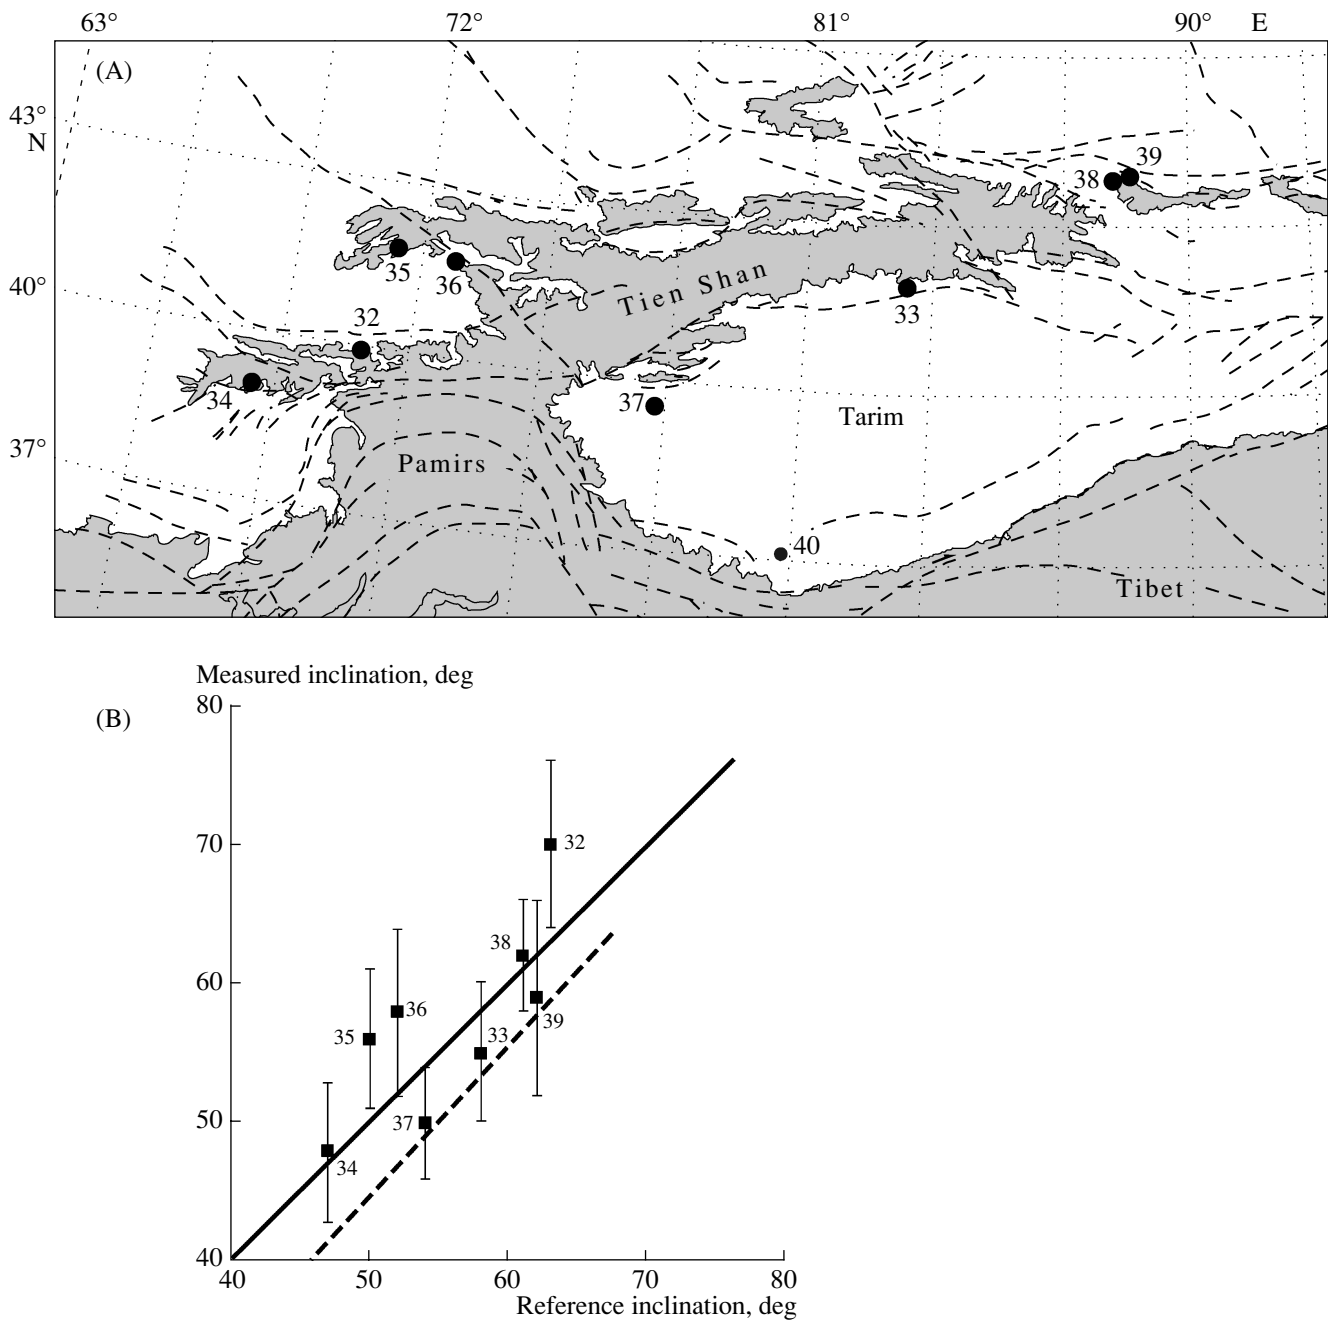 63° 72° 81° 90° E
(A)
43°
N
39
38
35
36
Tien Shan
40°
32
33
34
37
Tarim
37°
Pamirs
40
Tibet
Measured inclination, deg
(B)
80
70
32
38
60
36
39
35
33
50
37
34
40
40 50 60 70 80
Reference inclination, deg